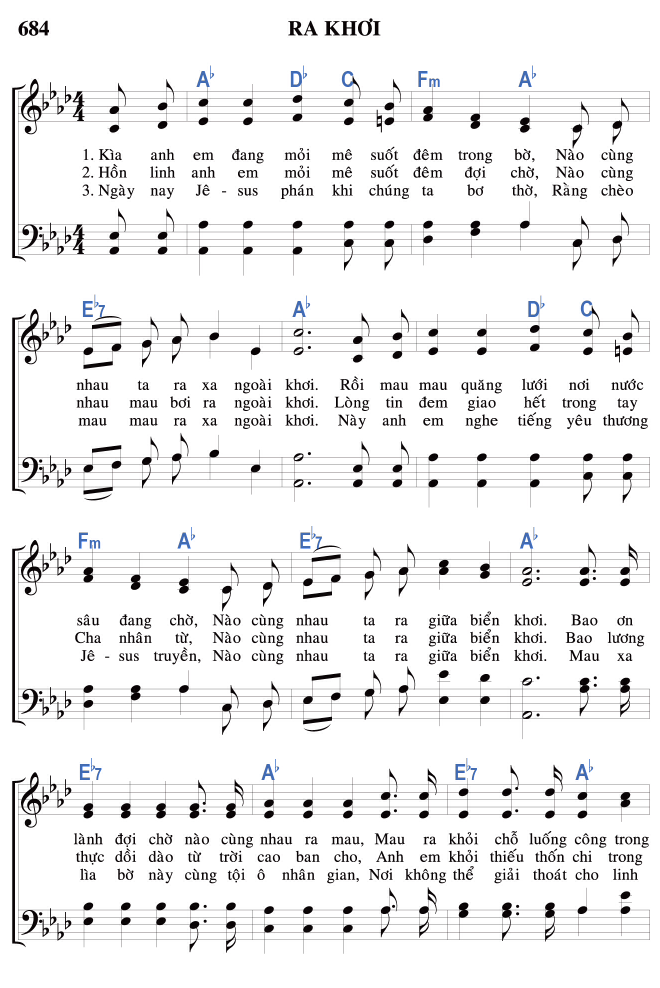 684 RA KHƠI
A♭ D♭ C Fm A♭
4 4
1. Kìa anh em đang mỏi mê suốt đêm trong bờ, Nào cùng
2. Hồn linh anh em mỏi mê suốt đêm đợi chờ, Nào cùng
3. Ngày nay Jê - sus phán khi chúng ta bơ thờ, Rằng chèo
4 4
E♭7 A♭ D♭ C
nhau ta ra xa ngoài khơi. Rồi mau mau quăng lưới nơi nước
nhau mau bơi ra ngoài khơi. Lòng tin đem giao hết trong tay
mau mau ra xa ngoài khơi. Này anh em nghe tiếng yêu thương
Fm A♭ E♭7 A♭
sâu đang chờ, Nào cùng nhau ta ra giữa biển khơi. Bao ơn
Cha nhân từ, Nào cùng nhau ta ra giữa biển khơi. Bao lương
Jê - sus truyền, Nào cùng nhau ta ra giữa biển khơi. Mau xa
E♭7 A♭ E♭7 A♭
lành đợi chờ nào cùng nhau ra mau, Mau ra khỏi chỗ luống công trong
thực dồi dào từ trời cao ban cho, Anh em khỏi thiếu thốn chi trong
lìa bờ này cùng tội ô nhân gian, Nơi không thể giải thoát cho linh